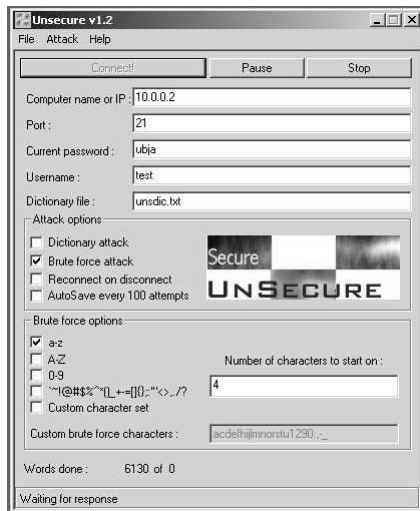 Unsecure v1.2
File Attack Help
Connect! Pause Stop
Computer name or IP : 10.0.0.2
Port : 21
Current password : ubja
Username : test
Dictionary file : unsdic.txt
Attack options
Dictionary attack
Brute force attack
Reconnect on disconnect
AutoSave every 100 attempts
Secure
UNSECURE
Brute force options
a-z
A-Z
0-9
Custom character set
Number of characters to start on :
4
Custom brute force characters : acdefhijlmnorstu1290.,-_
Words done : 6130 of 0
Waiting for response